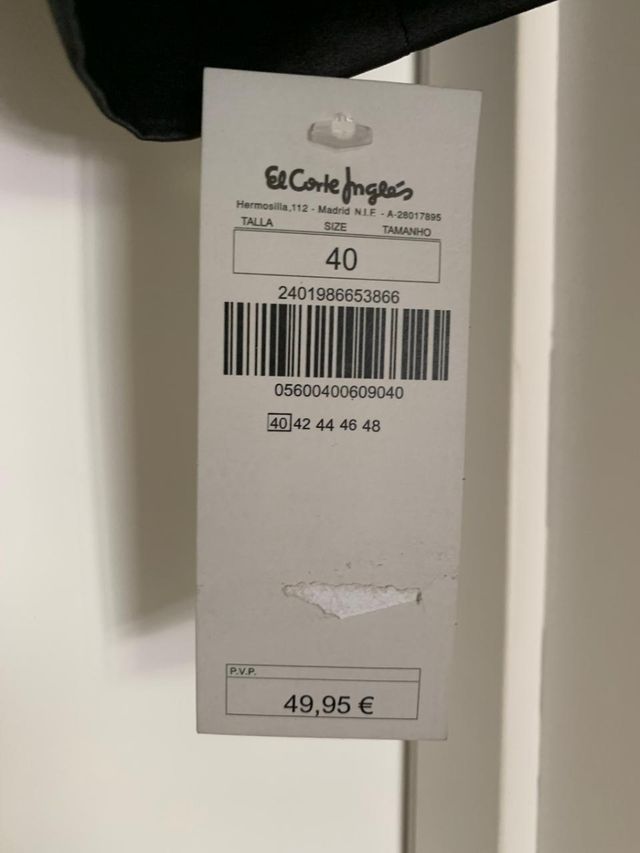 El Corte Inglés
Hermosilla,112 - Madrid N.I.F. - A-28017895
TALLA SIZE TAMANHO
40
2401986653866
05600400609040
40 42 44 46 48
P.V.P.
49,95 €